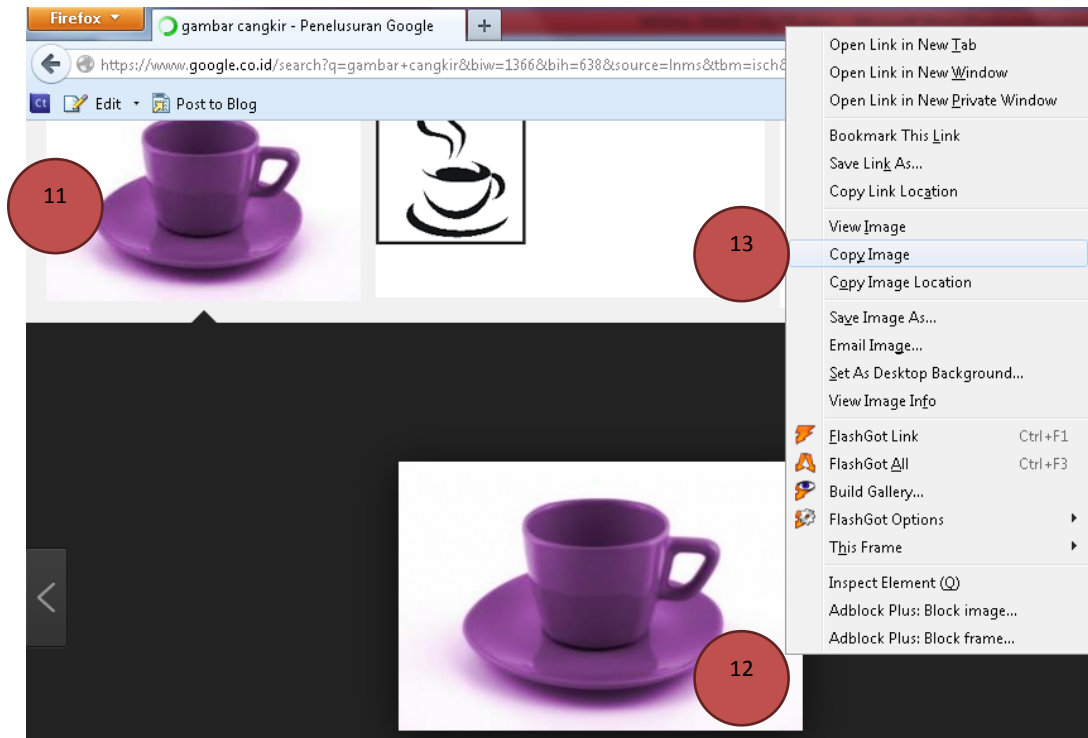 Firefox
gambar cangkir - Penelusuran Google
+
https://www.google.co.id/search?q=gambar+cangkir&biw=1366&bih=638&source=lnms&tbm=isch&
Ct Edit Post to Blog
11
12
13
Open Link in New Tab
Open Link in New Window
Open Link in New Private Window
Bookmark This Link
Save Link As...
Copy Link Location
View Image
Copy Image
Copy Image Location
Save Image As...
Email Image...
Set As Desktop Background...
View Image Info
FlashGot Link Ctrl+F1
FlashGot All Ctrl+F3
Build Gallery...
FlashGot Options
This Frame
Inspect Element (Q)
Adblock Plus: Block image...
Adblock Plus: Block frame...